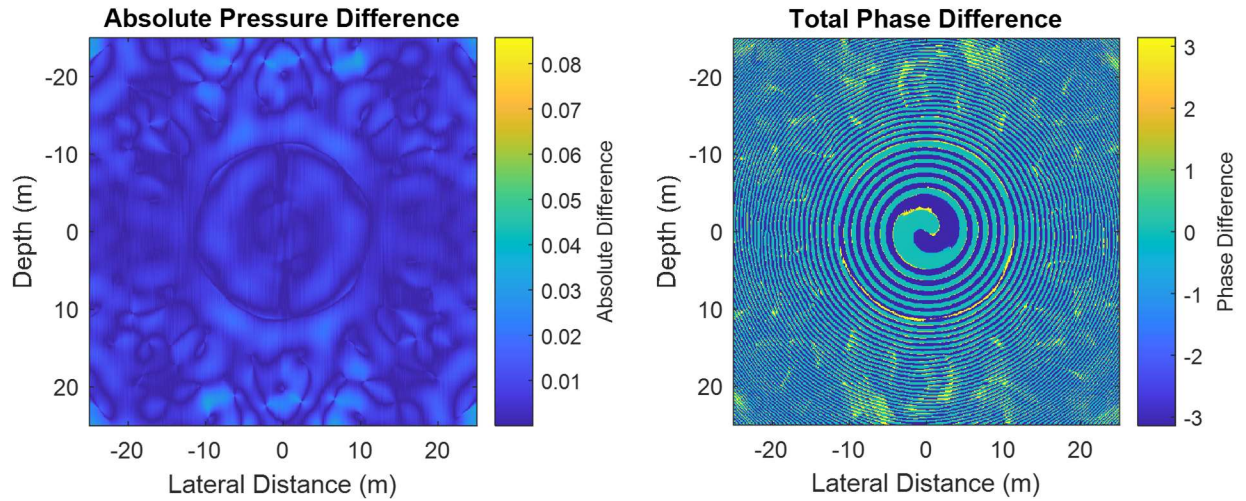 Absolute Pressure Difference
-20
-10
0
10
20
Depth (m)
-20 -10 0 10 20
Lateral Distance (m)
0.08
0.07
0.06
0.05
0.04
0.03
0.02
0.01
Absolute Difference
Total Phase Difference
-20
-10
0
10
20
Depth (m)
-20 -10 0 10 20
Lateral Distance (m)
3
2
1
0
-1
-2
-3
Phase Difference